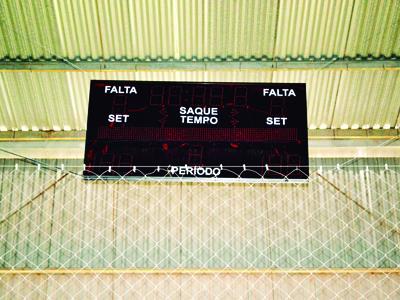 FALTA FALTA
SAQUE
SET TEMPO SET
PERÍODO